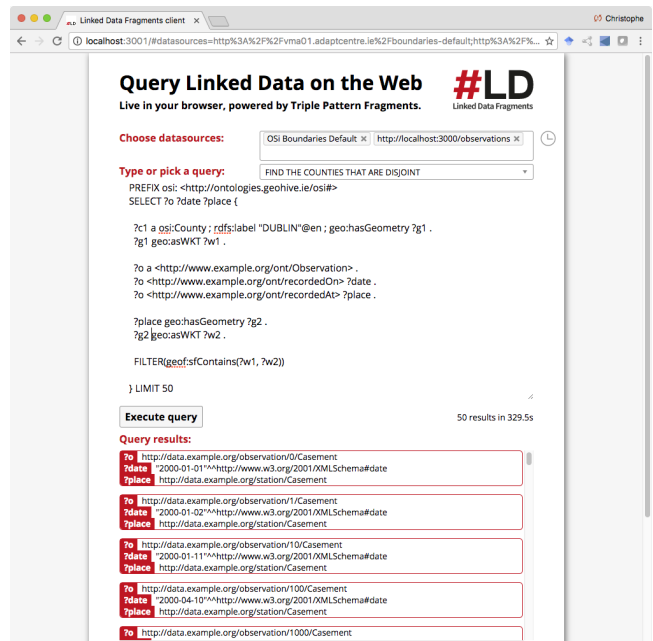 Linked Data Fragments client
Christophe
localhost:3001/#datasources=http%3A%2F%2Fvma01.adaptcentre.ie%2Fboundaries-default;http%3A%2F%...
Query Linked Data on the Web
Live in your browser, powered by Triple Pattern Fragments.
#LD
Linked Data Fragments
Choose datasources:
OSi Boundaries Default × http://localhost:3000/observations ×
Type or pick a query:
FIND THE COUNTIES THAT ARE DISJOINT
PREFIX osi: <http://ontologies.geohive.ie/osi#>
SELECT ?o ?date ?place {
?c1 a osi:County ; rdfs:label "DUBLIN"@en ; geo:hasGeometry ?g1 .
?g1 geo:asWKT ?w1 .
?o a <http://www.example.org/ont/Observation> .
?o <http://www.example.org/ont/recordedOn> ?date .
?o <http://www.example.org/ont/recordedAt> ?place .
?place geo:hasGeometry ?g2 .
?g2 geo:asWKT ?w2 .
FILTER(geof:sfContains(?w1, ?w2))
} LIMIT 50
Execute query
50 results in 329.5s
Query results:
?o http://data.example.org/observation/0/Casement
?date "2000-01-01"^^http://www.w3.org/2001/XMLSchema#date
?place http://data.example.org/station/Casement
?o http://data.example.org/observation/1/Casement
?date "2000-01-02"^^http://www.w3.org/2001/XMLSchema#date
?place http://data.example.org/station/Casement
?o http://data.example.org/observation/10/Casement
?date "2000-01-11"^^http://www.w3.org/2001/XMLSchema#date
?place http://data.example.org/station/Casement
?o http://data.example.org/observation/100/Casement
?date "2000-04-10"^^http://www.w3.org/2001/XMLSchema#date
?place http://data.example.org/station/Casement
?o http://data.example.org/observation/1000/Casement